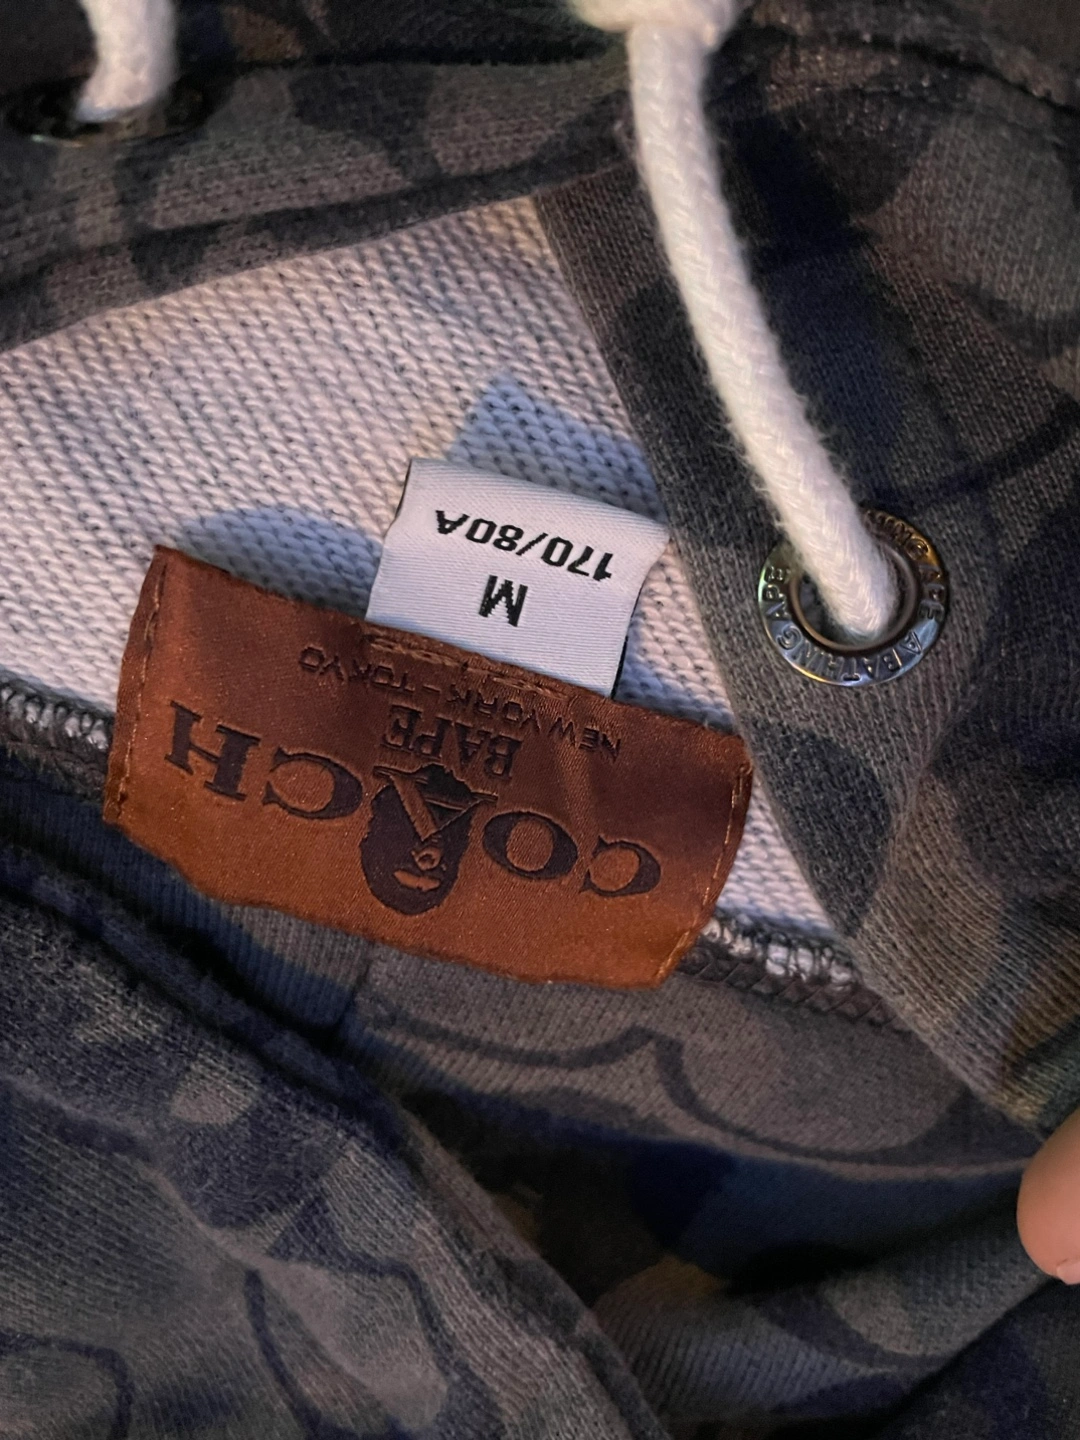 COACH
BAPE
NEW YORK - TOKYO
M
170/80A
A BATHING APE